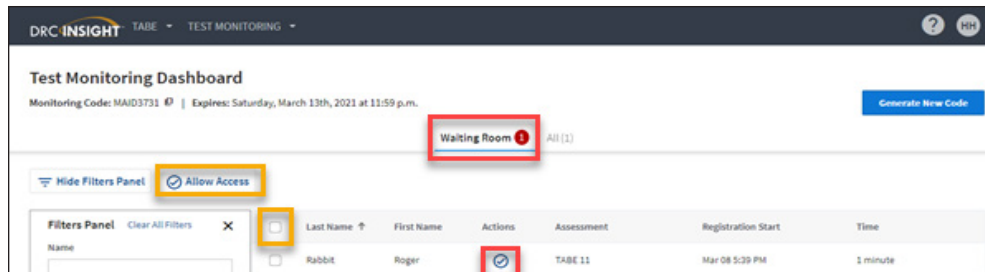 DRC INSIGHT TABE TEST MONITORING ? HH
Test Monitoring Dashboard
Monitoring Code: MAID3731 | Expires: Saturday, March 13th, 2021 at 11:59 p.m.
Generate New Code
Waiting Room 1 All (1)
Hide Filters Panel Allow Access
Filters Panel Clear All Filters X
Last Name ↑ First Name Actions Assessment Registration Start Time
Name
Rabbit Roger TABE 11 Mar 08 5:39 PM 1 minute